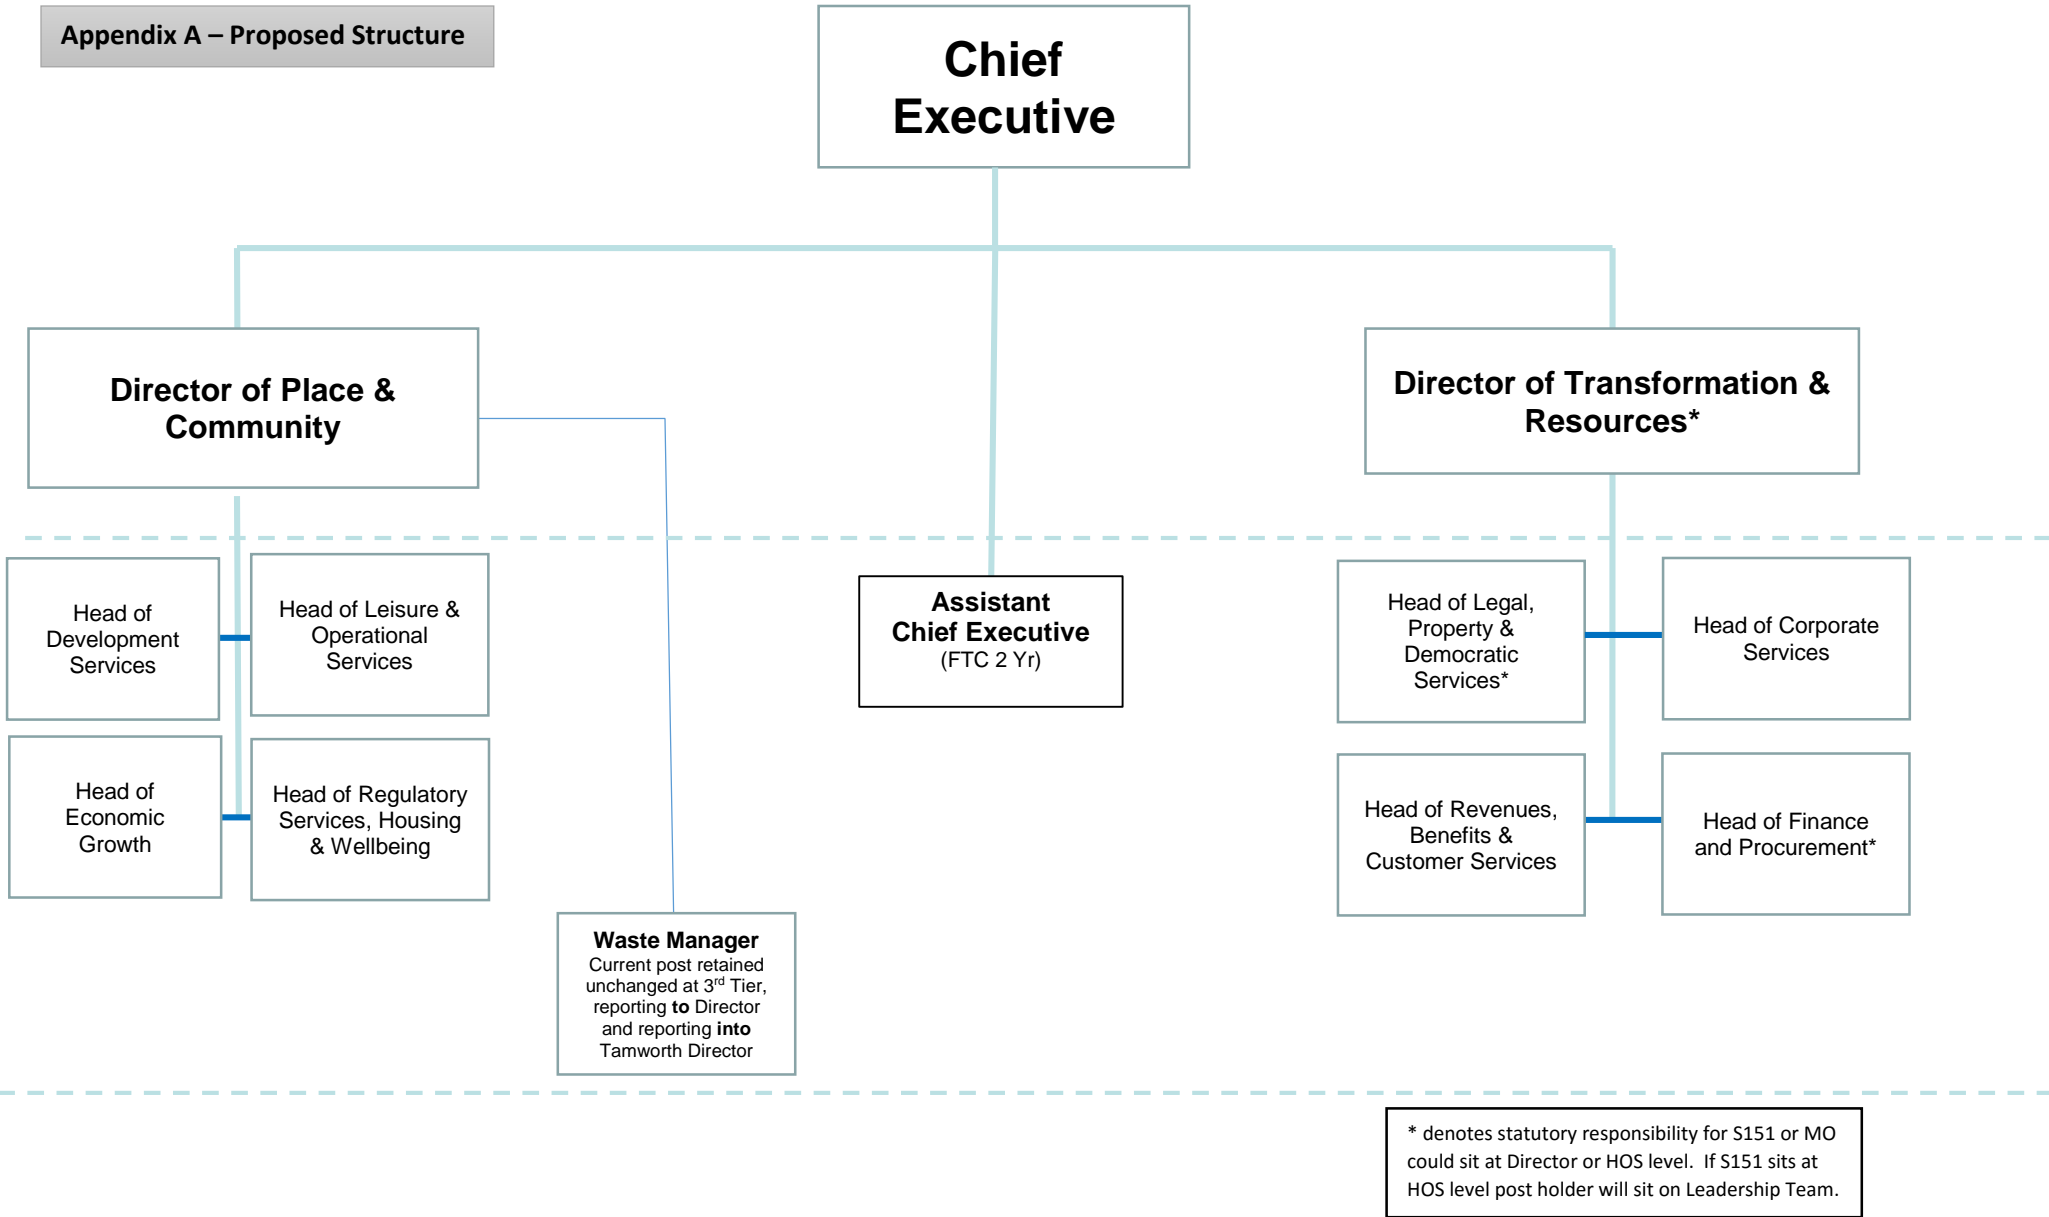 Appendix A – Proposed Structure
Chief
Executive
Director of Place &
Community
Director of Transformation &
Resources*
Head of
Development
Services
Head of Leisure &
Operational
Services
Assistant
Chief Executive
(FTC 2 Yr)
Head of Legal,
Property &
Democratic
Services*
Head of Corporate
Services
Head of
Economic
Growth
Head of Regulatory
Services, Housing
& Wellbeing
Head of Revenues,
Benefits &
Customer Services
Head of Finance
and Procurement*
Waste Manager
Current post retained
unchanged at 3rd Tier,
reporting to Director
and reporting into
Tamworth Director
* denotes statutory responsibility for S151 or MO
could sit at Director or HOS level.  If S151 sits at
HOS level post holder will sit on Leadership Team.